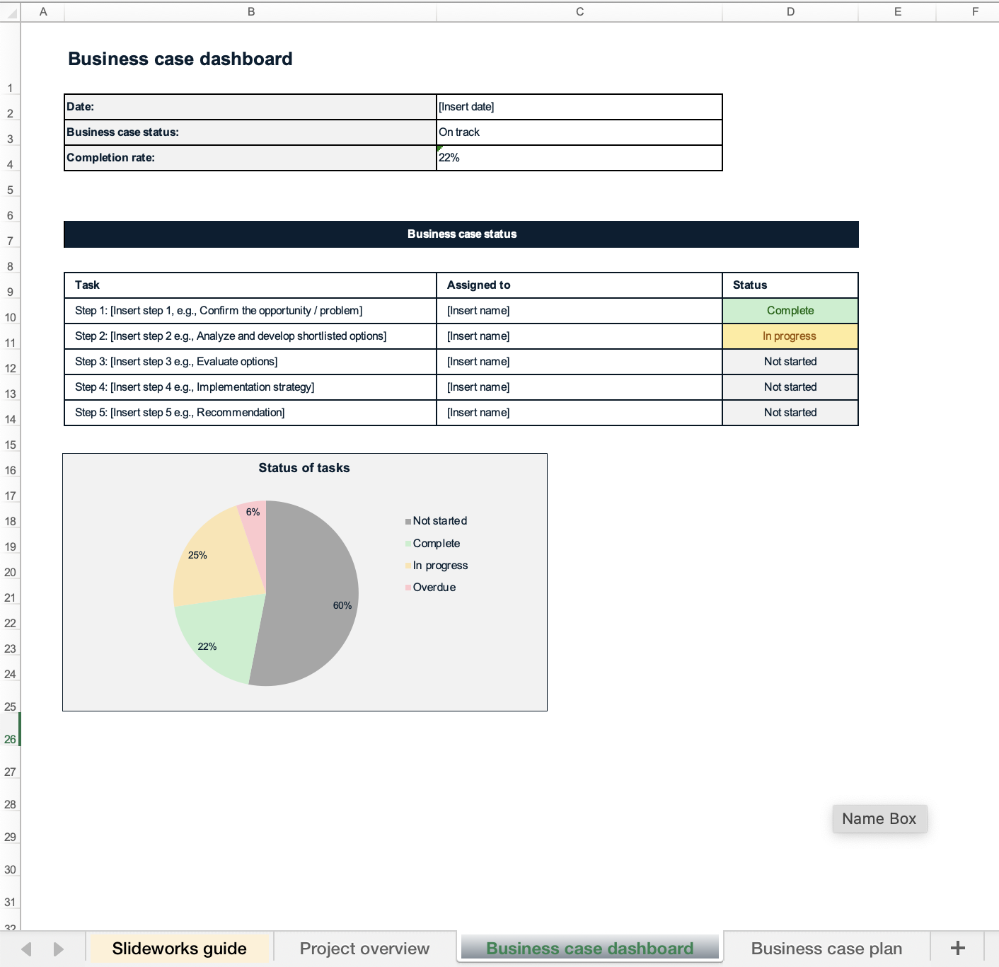 A B C D E F
Business case dashboard
1
2 Date: [Insert date]
3 Business case status: On track
4 Completion rate: 22%
5
6
7 Business case status
8
9 Task Assigned to Status
10 Step 1: [Insert step 1, e.g., Confirm the opportunity / problem] [Insert name] Complete
11 Step 2: [Insert step 2 e.g., Analyze and develop shortlisted options] [Insert name] In progress
12 Step 3: [Insert step 3 e.g., Evaluate options] [Insert name] Not started
13 Step 4: [Insert step 4 e.g., Implementation strategy] [Insert name] Not started
14 Step 5: [Insert step 5 e.g., Recommendation] [Insert name] Not started
15
16 Status of tasks
17
6%
18 Not started
19 Complete
25%
20 In progress
21 Overdue
60%
22
23 22%
24
25
26
27
28
Name Box
29
30
31
32
Slideworks guide Project overview Business case dashboard Business case plan +